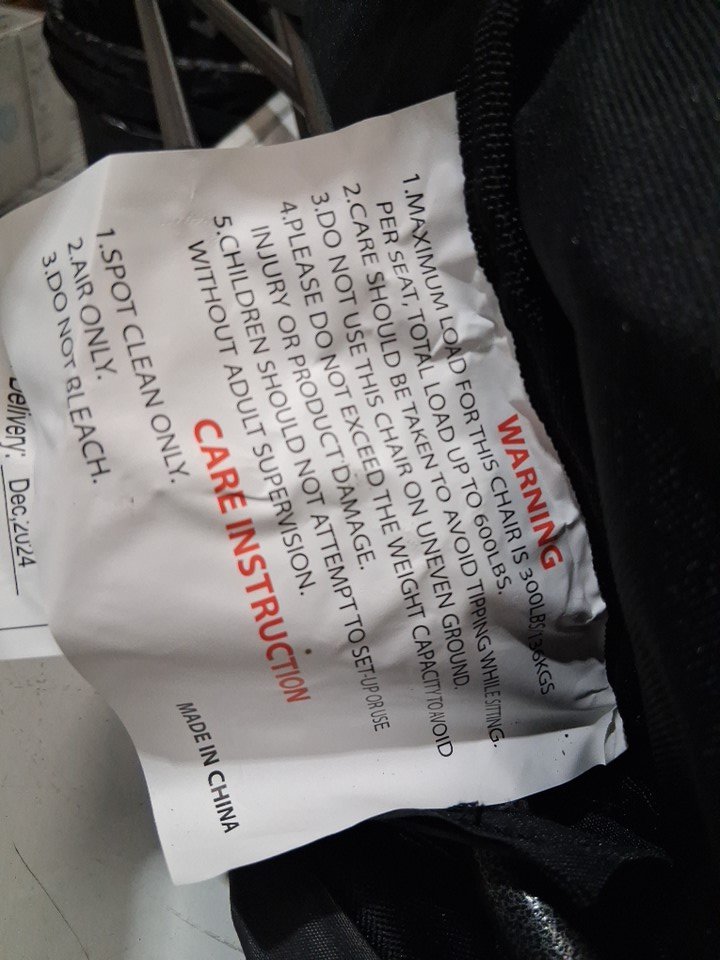 WARNING
1.MAXIMUM LOAD FOR THIS CHAIR IS 300LBS/136KGS
PER SEAT, TOTAL LOAD UP TO 600LBS.
2.CARE SHOULD BE TAKEN TO AVOID TIPPING WHILE SITTING.
3.DO NOT USE THIS CHAIR ON UNEVEN GROUND.
4.PLEASE DO NOT EXCEED THE WEIGHT CAPACITY TO AVOID
INJURY OR PRODUCT DAMAGE.
5.CHILDREN SHOULD NOT ATTEMPT TO SET-UP OR USE
WITHOUT ADULT SUPERVISION.
CARE INSTRUCTION
1.SPOT CLEAN ONLY.
2.AIR ONLY.
3.DO NOT BLEACH.
MADE IN CHINA
Delivery: Dec,2024